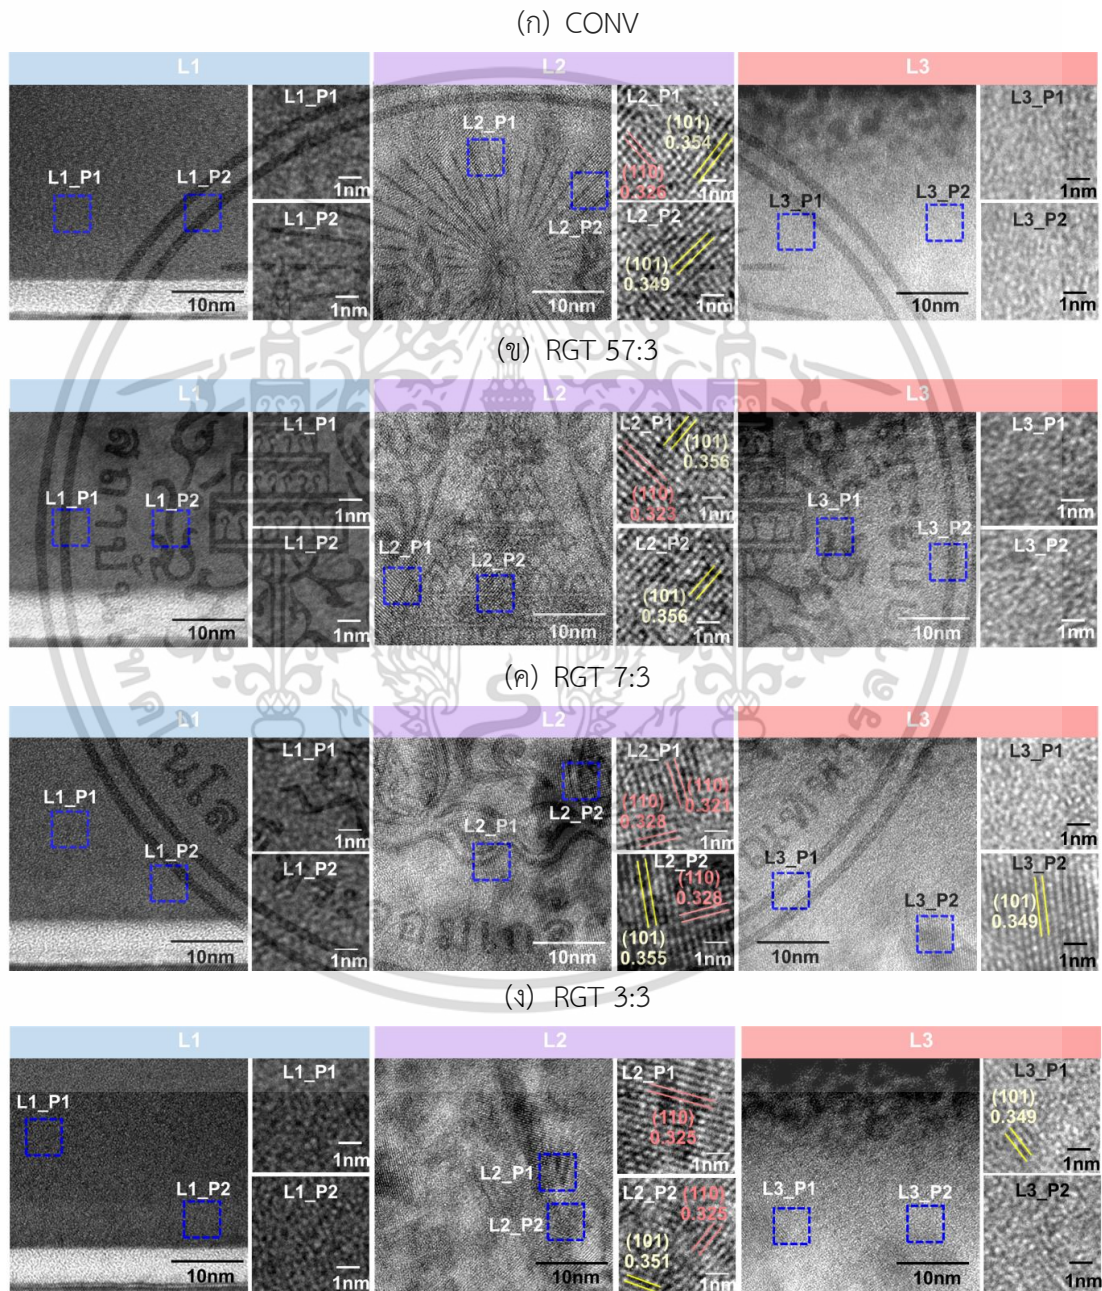 (ก) CONV
L1 L2 L3
L1_P1 L1_P2 10nm
L1_P1 1nm
L1_P2 1nm
L2_P1 L2_P2 10nm
L2_P1 (101) 0.354 (110) 0.326 1nm
L2_P2 (101) 0.349 1nm
L3_P1 L3_P2 10nm
L3_P1 1nm
L3_P2 1nm
(ข) RGT 57:3
L1 L2 L3
L1_P1 L1_P2 10nm
L1_P1 1nm
L1_P2 1nm
L2_P1 L2_P2 10nm
L2_P1 (101) 0.356 (110) 0.323 1nm
L2_P2 (101) 0.356 1nm
L3_P1 L3_P2 10nm
L3_P1 1nm
L3_P2 1nm
(ค) RGT 7:3
L1 L2 L3
L1_P1 L1_P2 10nm
L1_P1 1nm
L1_P2 1nm
L2_P1 L2_P2 10nm
L2_P1 (110) 0.323 (110) 0.328 1nm
L2_P2 (110) 0.328 (101) 0.355 1nm
L3_P1 L3_P2 10nm
L3_P1 1nm
L3_P2 (101) 0.349 1nm
(ง) RGT 3:3
L1 L2 L3
L1_P1 L1_P2 10nm
L1_P1 1nm
L1_P2 1nm
L2_P1 L2_P2 10nm
L2_P1 (110) 0.325 1nm
L2_P2 (110) 0.325 (101) 0.351 1nm
L3_P1 L3_P2 10nm
L3_P1 (101) 0.349 1nm
L3_P2 1nm